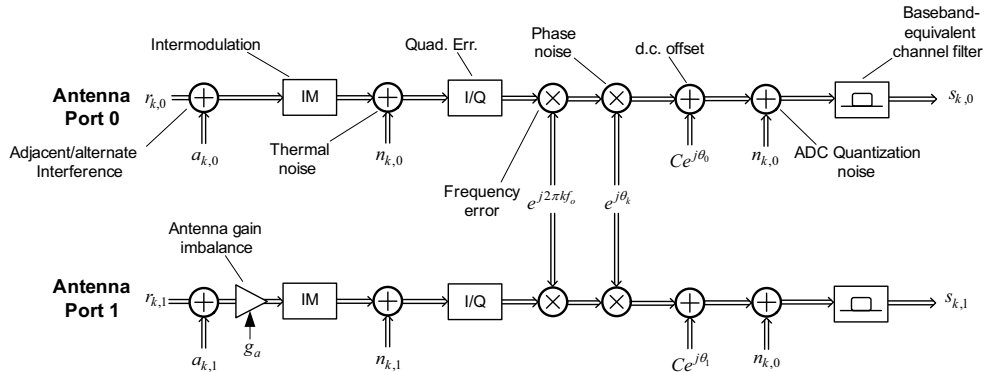 Intermodulation
Quad. Err.
Phase
noise
d.c. offset
Baseband-
equivalent
channel filter
Antenna
Port 0
r_{k,0}
IM
I/Q
s_{k,0}
Adjacent/alternate
Interference
a_{k,0}
Thermal
noise
n_{k,0}
Frequency
error
e^{j2πkf_o}
e^{jθ_k}
Ce^{jθ_0}
n_{k,0}
ADC Quantization
noise
Antenna gain
imbalance
Antenna
Port 1
r_{k,1}
IM
I/Q
s_{k,1}
a_{k,1}
g_a
n_{k,1}
Ce^{jθ_1}
n_{k,0}